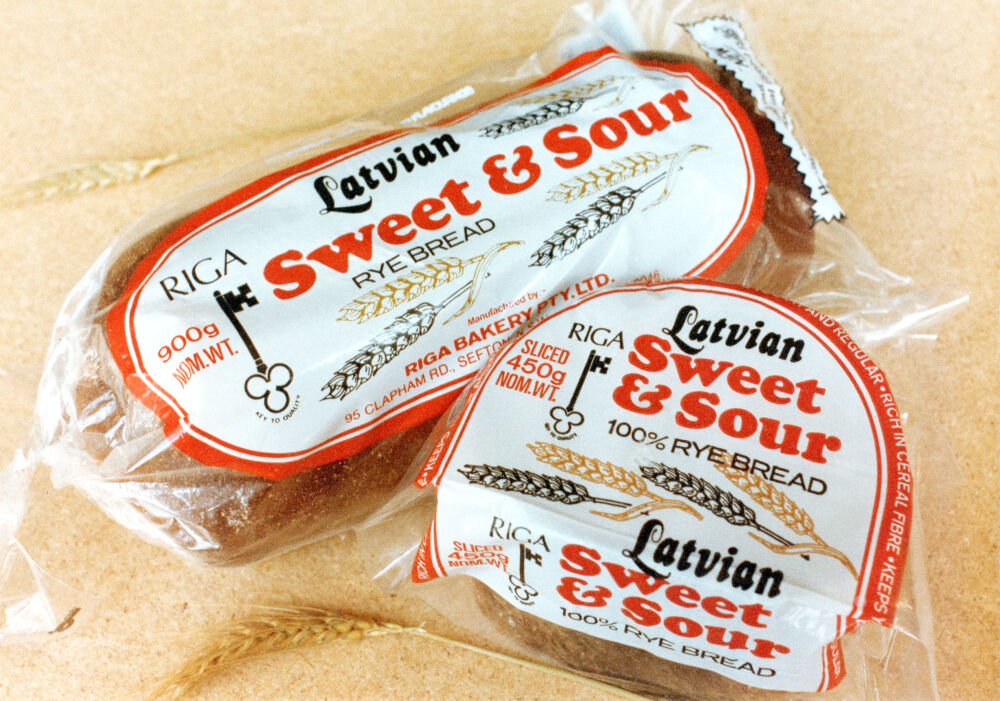 Latvian
Sweet & Sour
RYE BREAD
RIGA
900g
NOM.WT.
KEY TO QUALITY
Manufactured by
RIGA BAKERY PTY. LTD.
95 CLAPHAM RD., SEFTON N.S.W.
RIGA
Latvian
SLICED
450g
NOM.WT.
Sweet
& Sour
100% RYE BREAD
AND REGULAR • RICH IN CEREAL FIBRE • KEEPS
• KEEPS
RIGA
Latvian
SLICED
450g
NOM.WT.
Sweet
& Sour
100% RYE BREAD